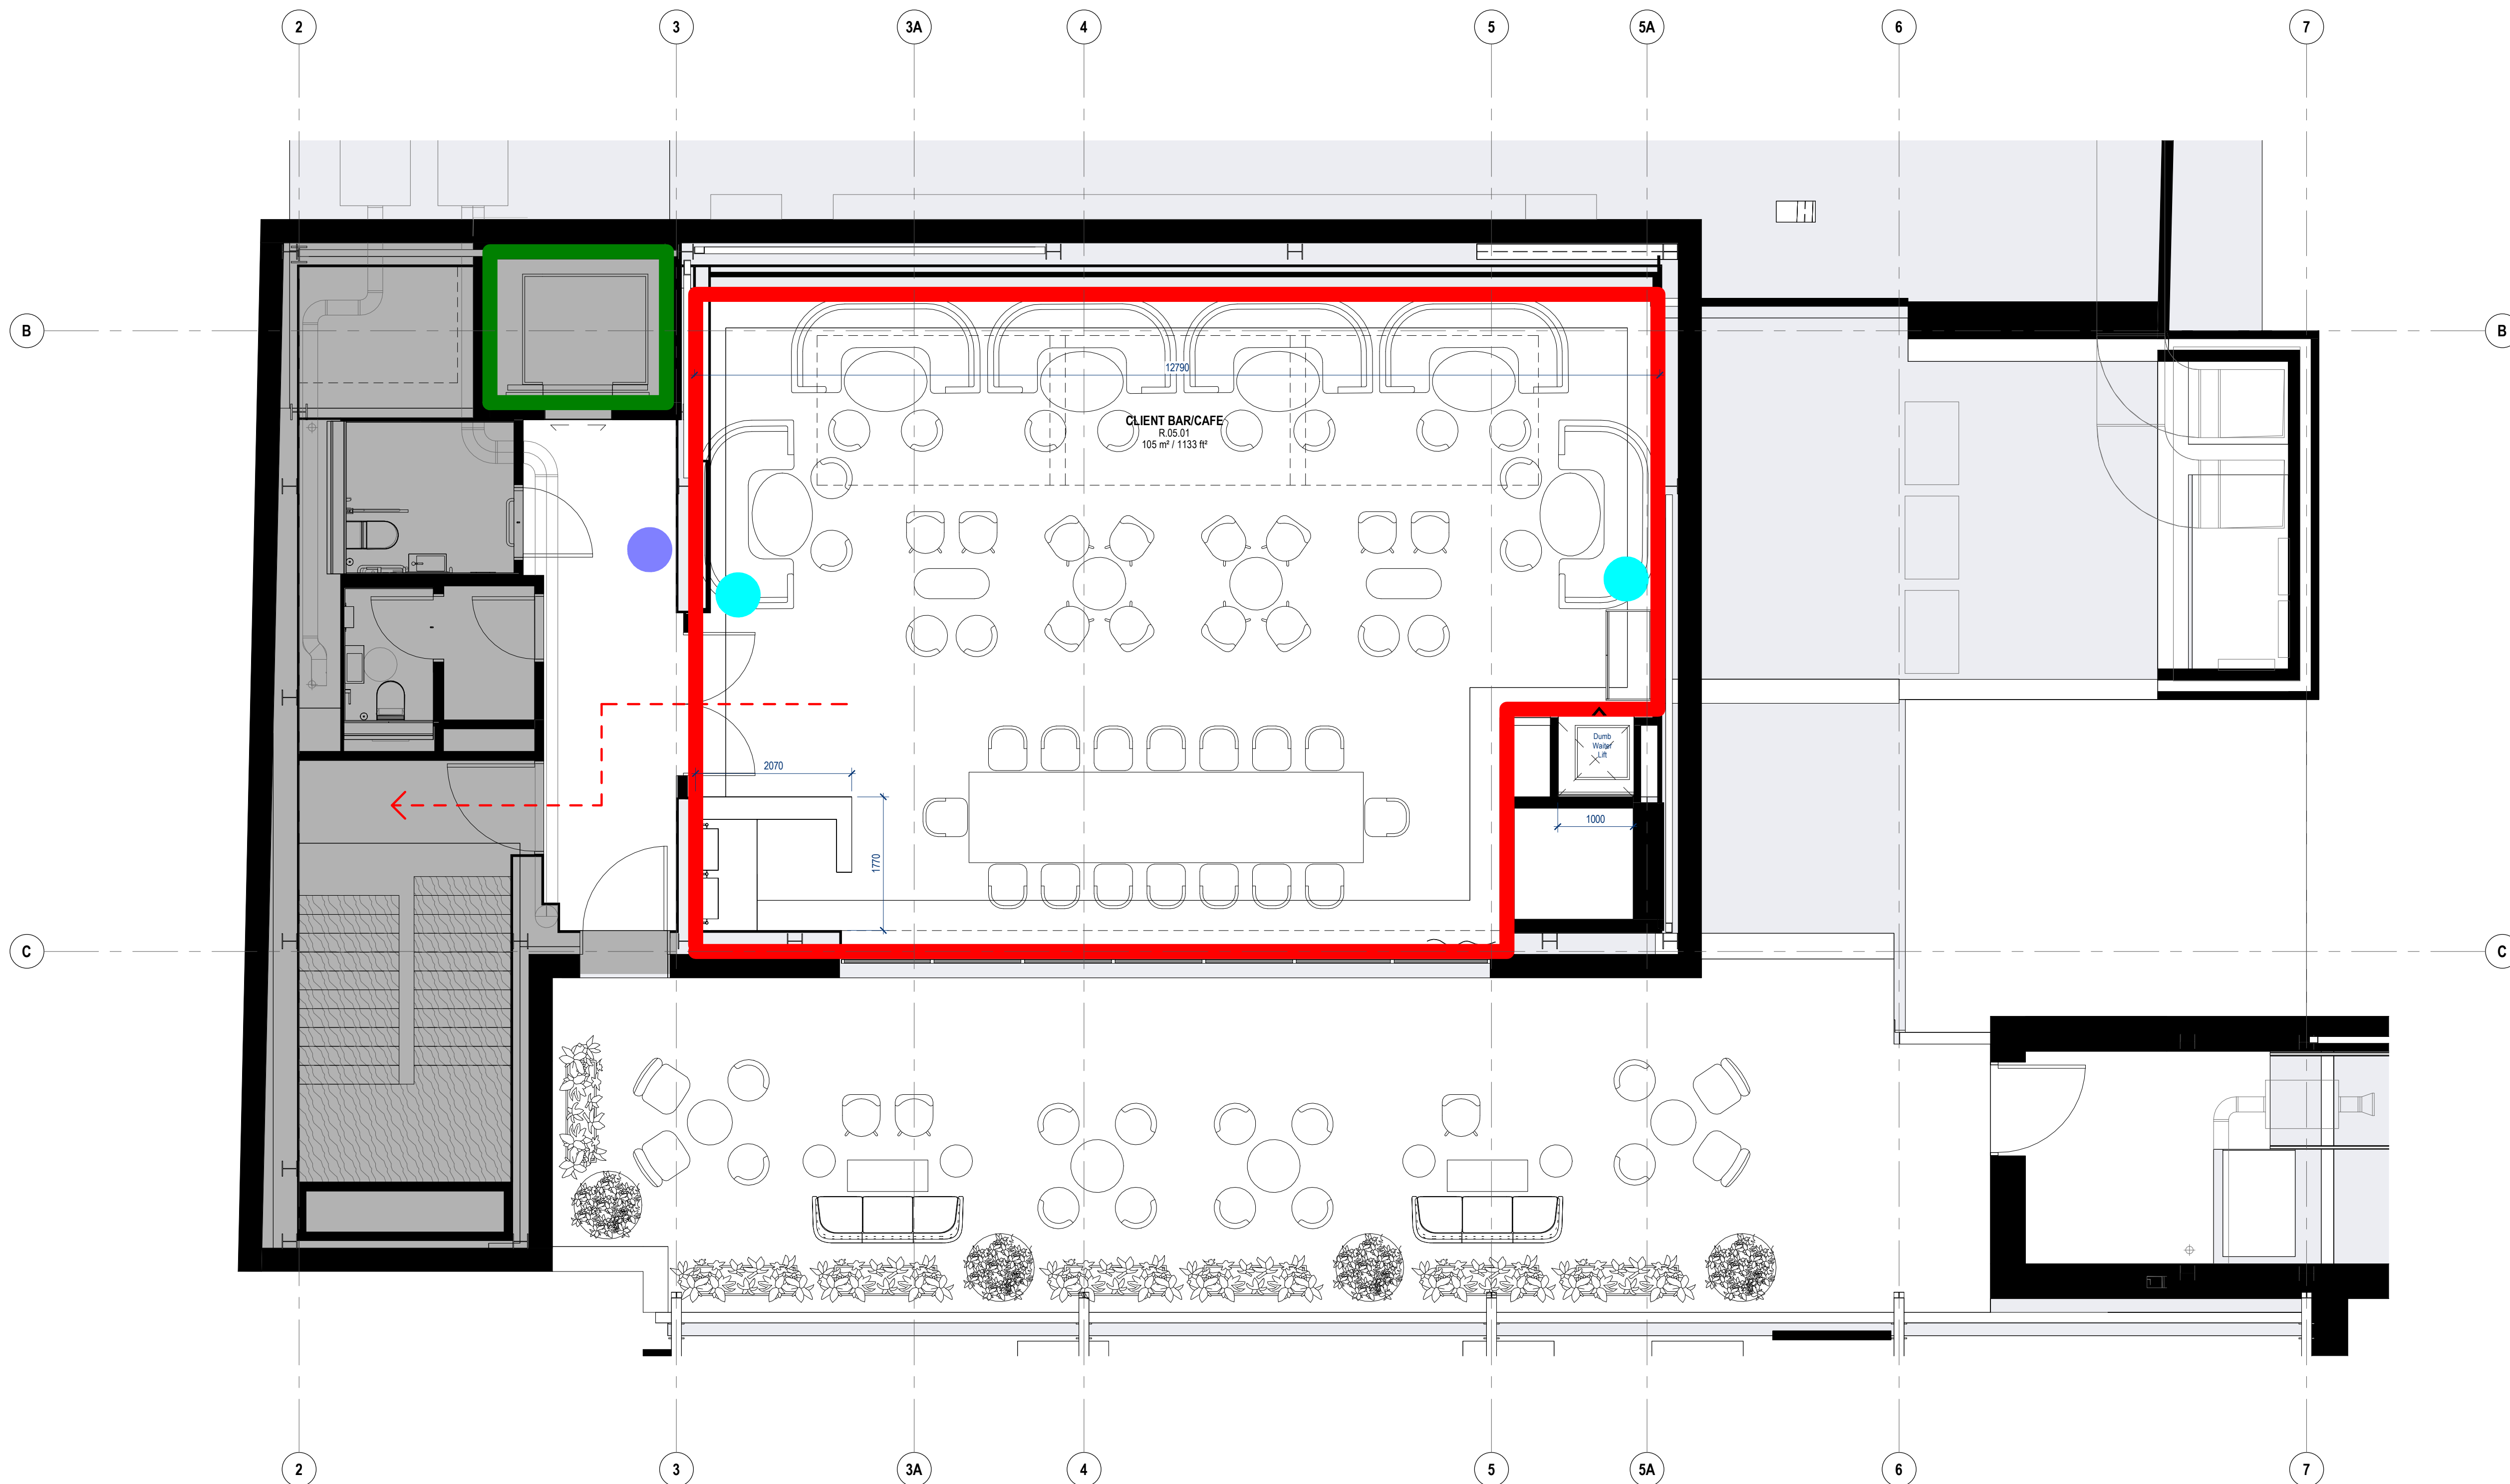 2 3 3A 4 5 5A 6 7
B B
12790
CLIENT BAR/CAFE
R.05.01
105 m² / 1133 ft²
Dumb
Waiter
Lift
2070
1000
1770
C C
2 3 3A 4 5 5A 6 7